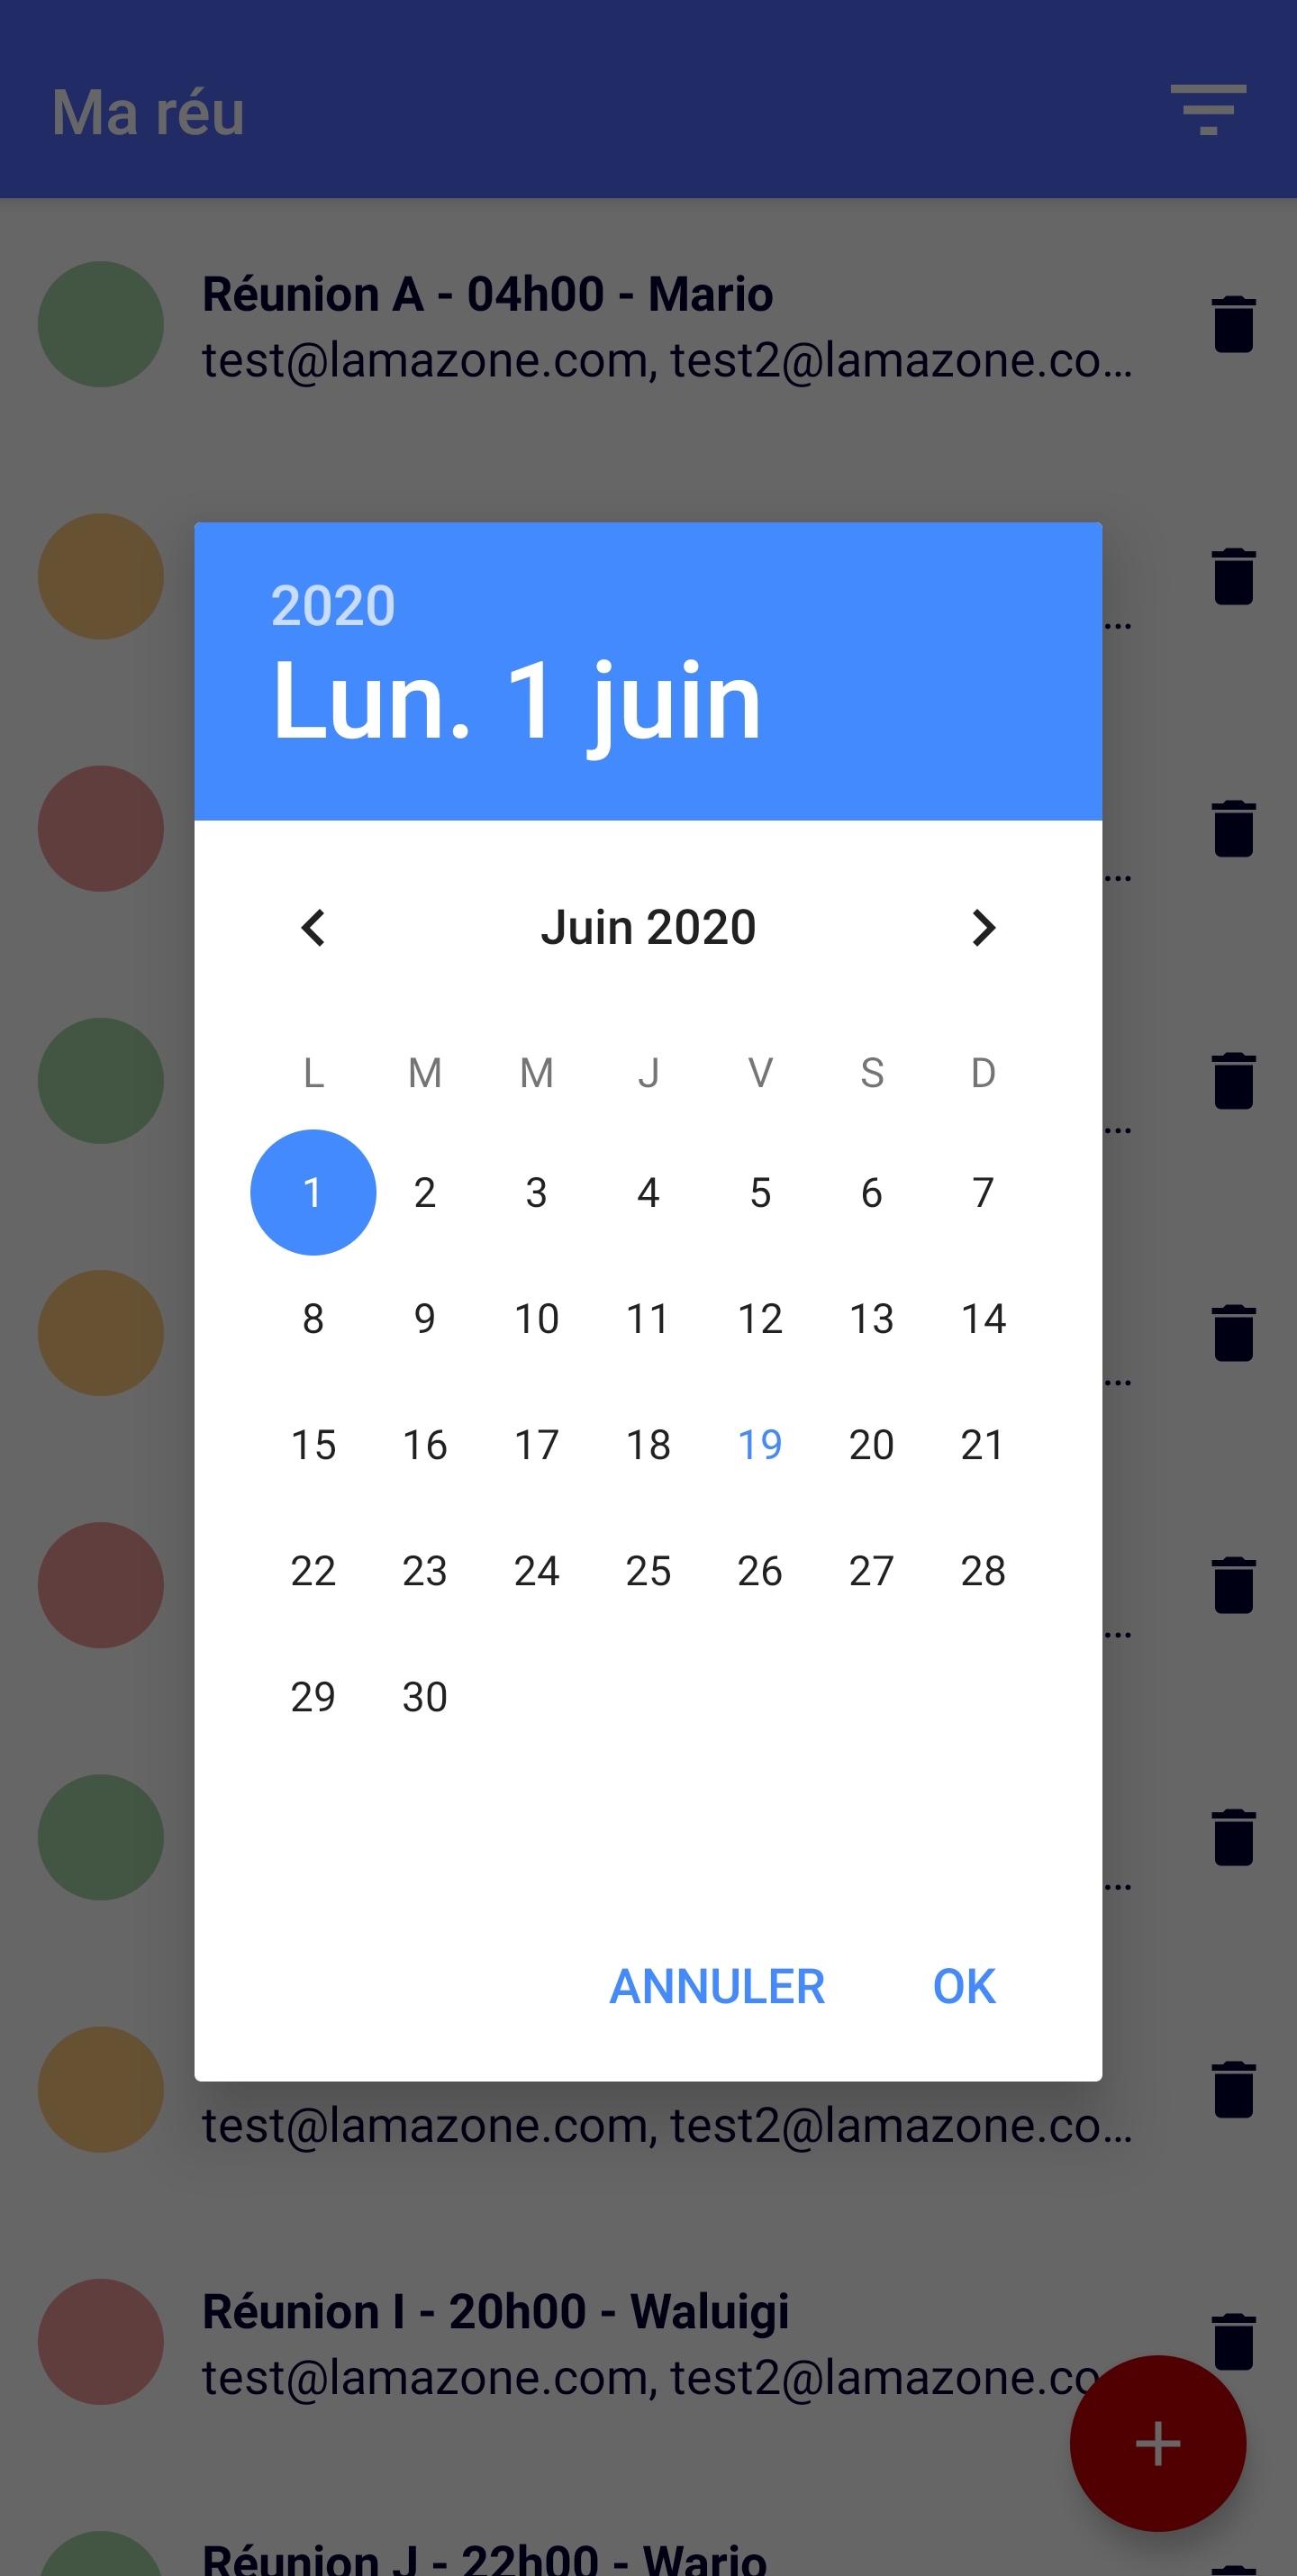 Ma réu
Réunion A - 04h00 - Mario
test@lamazone.com, test2@lamazone.co...
...
2020
Lun. 1 juin
...
Juin 2020
L M M J V S D
...
1 2 3 4 5 6 7
8 9 10 11 12 13 14
...
15 16 17 18 19 20 21
22 23 24 25 26 27 28
...
29 30
...
ANNULER OK
test@lamazone.com, test2@lamazone.co...
Réunion I - 20h00 - Waluigi
test@lamazone.com, test2@lamazone.co
+
Réunion J - 22h00 - Wario